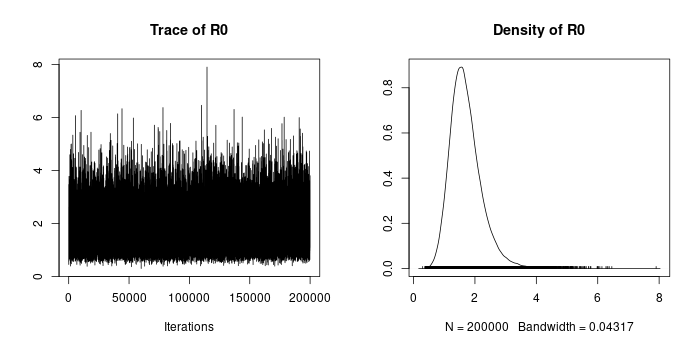 Trace of R0
8
6
4
2
0
0 50000 100000 150000 200000
Iterations
Density of R0
0.8
0.6
0.4
0.2
0.0
0 2 4 6 8
N = 200000 Bandwidth = 0.04317